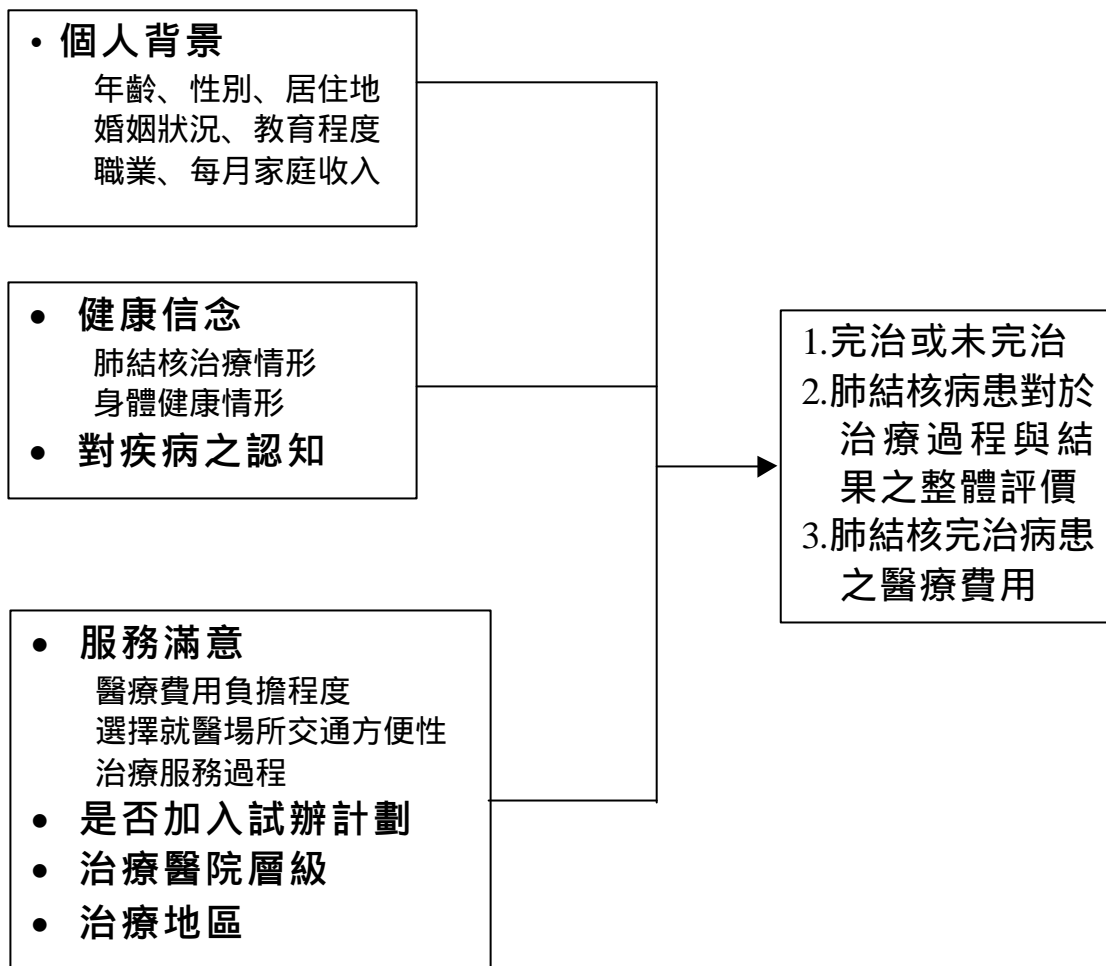 • 個人背景
年齡、性別、居住地
婚姻狀況、教育程度
職業、每月家庭收入
• 健康信念
肺結核治療情形
身體健康情形
• 對疾病之認知
• 服務滿意
醫療費用負擔程度
選擇就醫場所交通方便性
治療服務過程
• 是否加入試辦計劃
• 治療醫院層級
• 治療地區
1.完治或未完治
2.肺結核病患對於
治療過程與結
果之整體評價
3.肺結核完治病患
之醫療費用